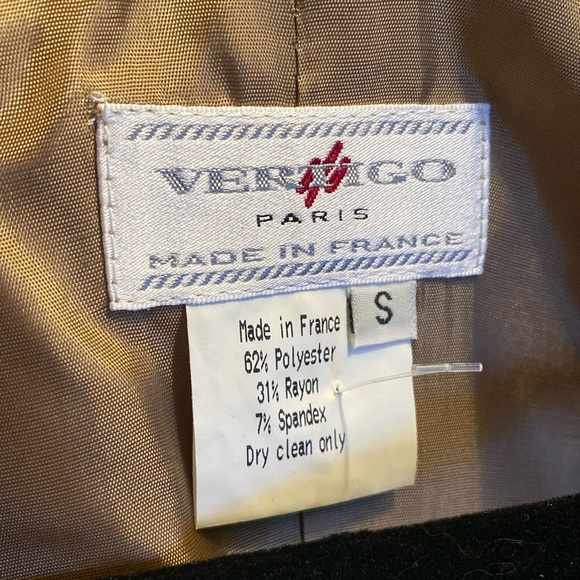 VERTIGO
PARIS
MADE IN FRANCE
S
Made in France
62% Polyester
31% Rayon
7% Spandex
Dry clean only